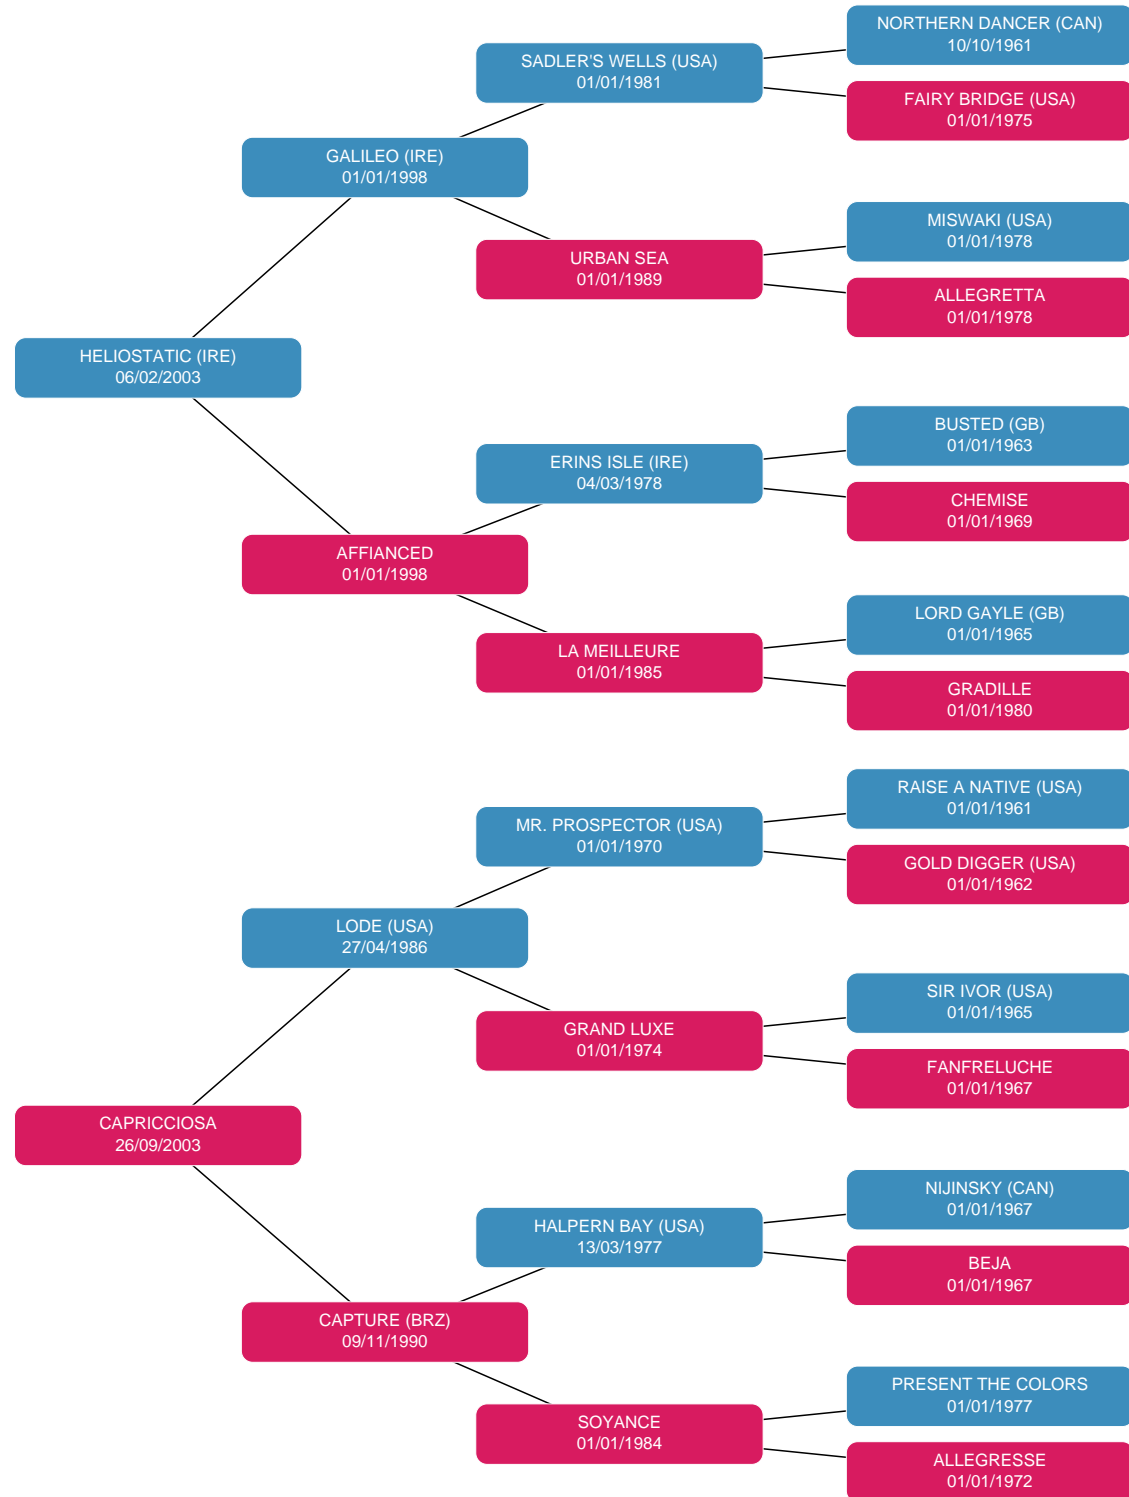 NORTHERN DANCER (CAN)
10/10/1961
SADLER'S WELLS (USA)
01/01/1981
FAIRY BRIDGE (USA)
01/01/1975
GALILEO (IRE)
01/01/1998
MISWAKI (USA)
01/01/1978
URBAN SEA
01/01/1989
ALLEGRETTA
01/01/1978
HELIOSTATIC (IRE)
06/02/2003
BUSTED (GB)
01/01/1963
ERINS ISLE (IRE)
04/03/1978
CHEMISE
01/01/1969
AFFIANCED
01/01/1998
LORD GAYLE (GB)
01/01/1965
LA MEILLEURE
01/01/1985
GRADILLE
01/01/1980
RAISE A NATIVE (USA)
01/01/1961
MR. PROSPECTOR (USA)
01/01/1970
GOLD DIGGER (USA)
01/01/1962
LODE (USA)
27/04/1986
SIR IVOR (USA)
01/01/1965
GRAND LUXE
01/01/1974
FANFRELUCHE
01/01/1967
CAPRICCIOSA
26/09/2003
NIJINSKY (CAN)
01/01/1967
HALPERN BAY (USA)
13/03/1977
BEJA
01/01/1967
CAPTURE (BRZ)
09/11/1990
PRESENT THE COLORS
01/01/1977
SOYANCE
01/01/1984
ALLEGRESSE
01/01/1972